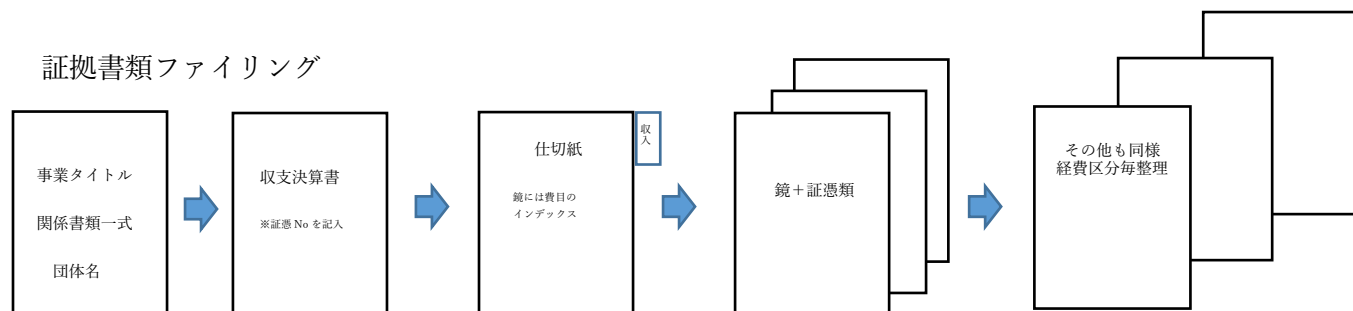 証拠書類ファイリング
事業タイトル
関係書類一式
団体名
収支決算書
※証憑 No を記入
仕切紙
鏡には費目の
インデックス
収入
鏡＋証憑類
その他も同様
経費区分毎整理